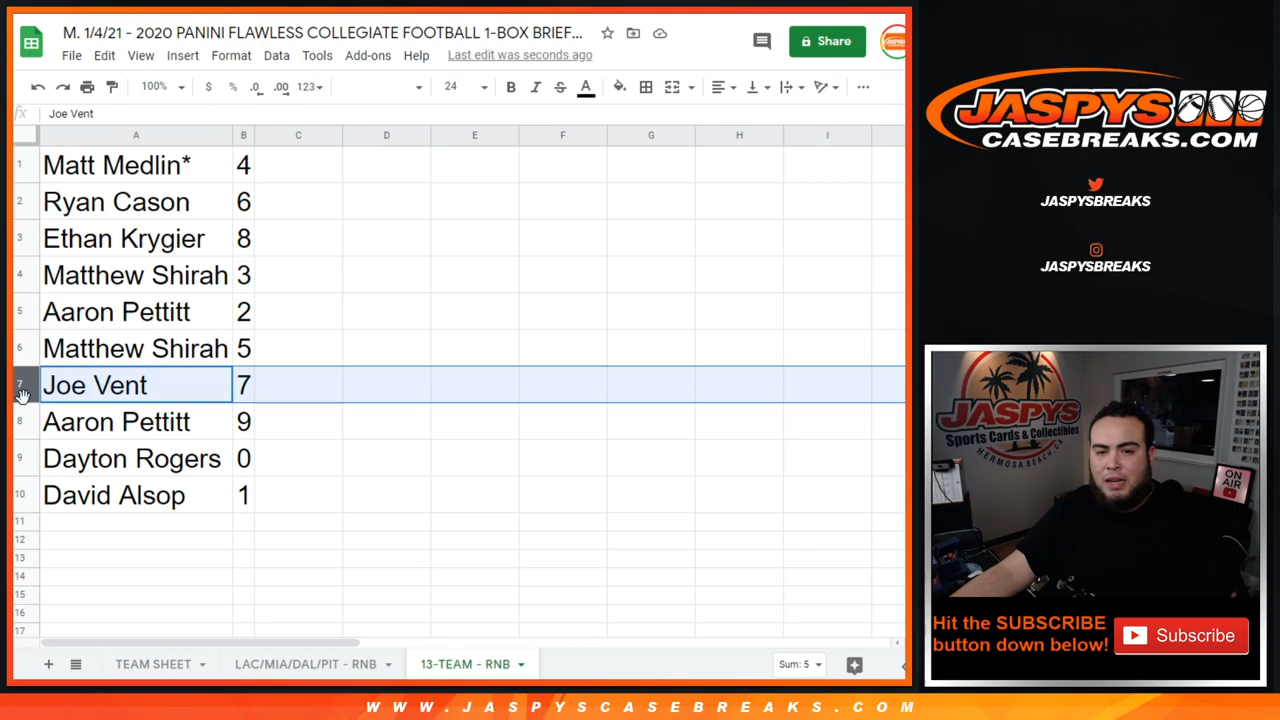 M. 1/4/21 - 2020 PANINI FLAWLESS COLLEGIATE FOOTBALL 1-BOX BRIEF...
File Edit View Insert Format Data Tools Add-ons Help Last edit was seconds ago
Share
100% $ % .0 .00 123 24 B I S A
fx Joe Vent
A B C D E F G H I
1 Matt Medlin* 4
2 Ryan Cason 6
3 Ethan Krygier 8
4 Matthew Shirah 3
5 Aaron Pettitt 2
6 Matthew Shirah 5
7 Joe Vent 7
8 Aaron Pettitt 9
9 Dayton Rogers 0
10 David Alsop 1
11
12
13
14
15
16
17
TEAM SHEET LAC/MIA/DAL/PIT - RNB 13-TEAM - RNB Sum: 5
JASPYS
CASEBREAKS.COM
JASPYSBREAKS
JASPYSBREAKS
JASPYS
Sports Cards & Collectibles
HERMOSA BEACH, CA
ON
AIR
Hit the SUBSCRIBE
button down below!
Subscribe
WWW.JASPYSCASEBREAKS.COM